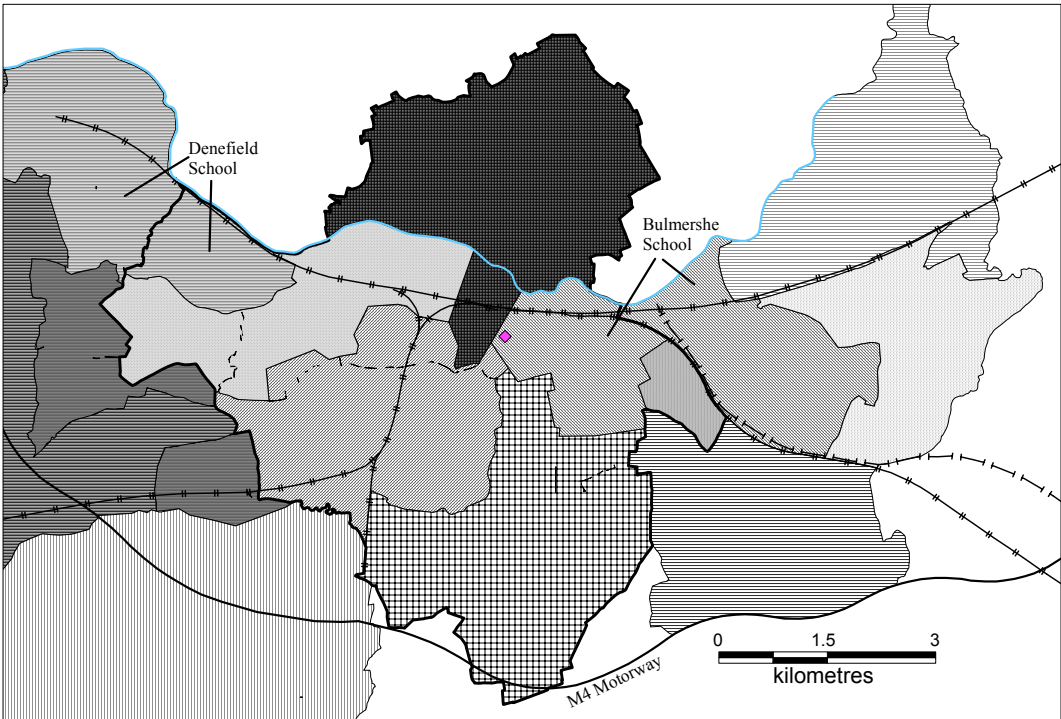 Denefield
School
Bulmershe
School
0 1.5 3
kilometres
M4 Motorway